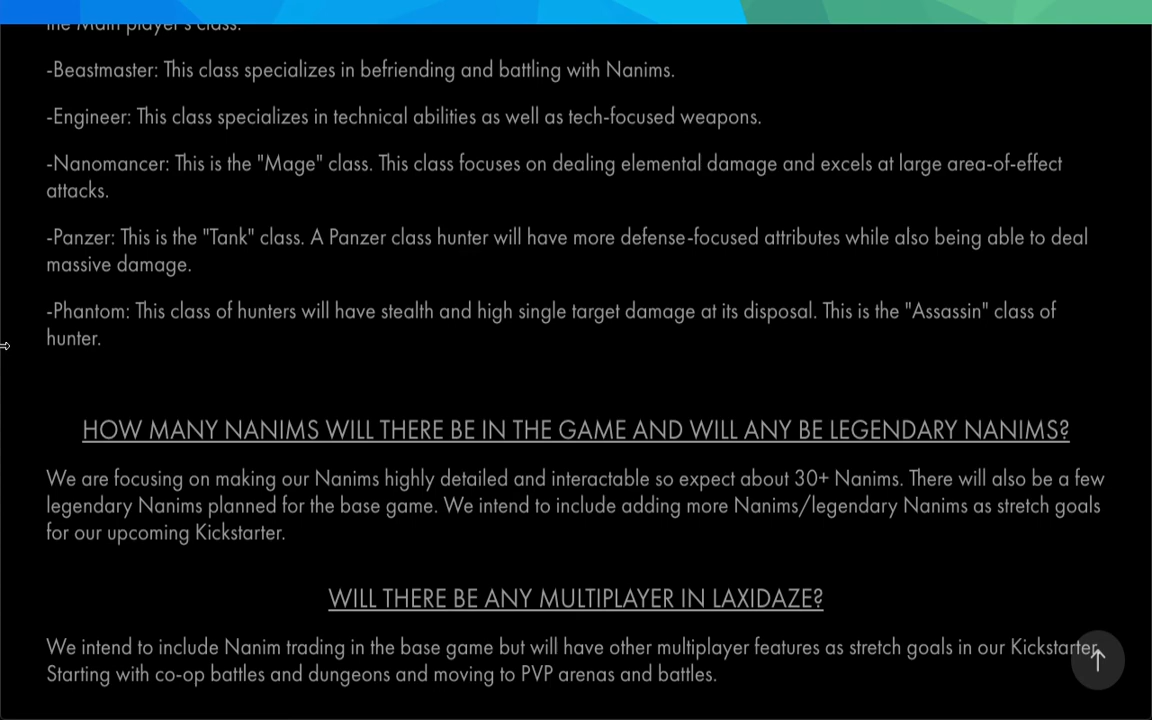 the Main player's class.
-Beastmaster: This class specializes in befriending and battling with Nanims.
-Engineer: This class specializes in technical abilities as well as tech-focused weapons.
-Nanomancer: This is the "Mage" class. This class focuses on dealing elemental damage and excels at large area-of-effect
attacks.
-Panzer: This is the "Tank" class. A Panzer class hunter will have more defense-focused attributes while also being able to deal
massive damage.
-Phantom: This class of hunters will have stealth and high single target damage at its disposal. This is the "Assassin" class of
hunter.
HOW MANY NANIMS WILL THERE BE IN THE GAME AND WILL ANY BE LEGENDARY NANIMS?
We are focusing on making our Nanims highly detailed and interactable so expect about 30+ Nanims. There will also be a few
legendary Nanims planned for the base game. We intend to include adding more Nanims/legendary Nanims as stretch goals
for our upcoming Kickstarter.
WILL THERE BE ANY MULTIPLAYER IN LAXIDAZE?
We intend to include Nanim trading in the base game but will have other multiplayer features as stretch goals in our Kickstarter.
Starting with co-op battles and dungeons and moving to PVP arenas and battles.